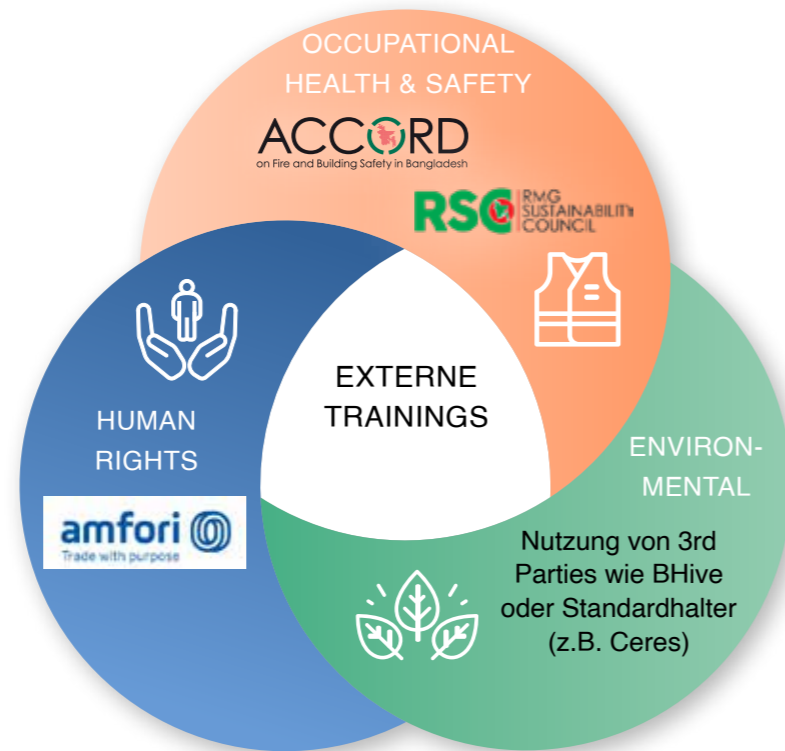 OCCUPATIONAL
HEALTH & SAFETY
ACCORD
on Fire and Building Safety in Bangladesh
RSC RMG
SUSTAINABILITY
COUNCIL
EXTERNE
TRAININGS
HUMAN
RIGHTS
amfori
Trade with purpose
ENVIRON-
MENTAL
Nutzung von 3rd
Parties wie BHive
oder Standardhalter
(z.B. Ceres)